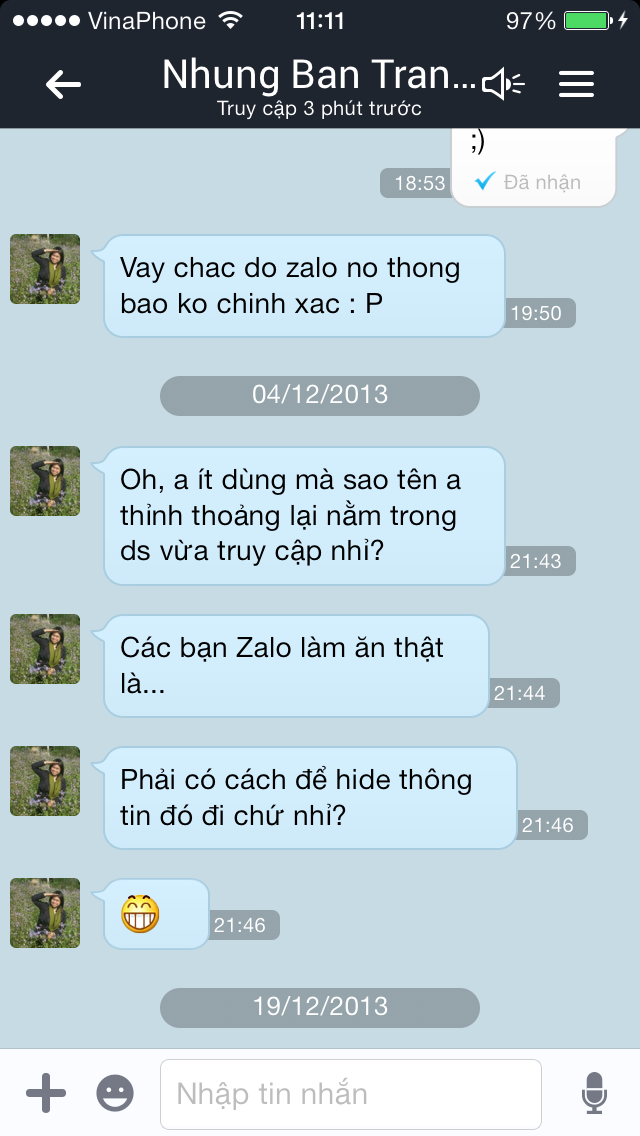 VinaPhone 11:11 97%
Nhung Ban Tran...
Truy cập 3 phút trước
;)
18:53 Đã nhận
Vay chac do zalo no thong
bao ko chinh xac : P
19:50
04/12/2013
Oh, a ít dùng mà sao tên a
thỉnh thoảng lại nằm trong
ds vừa truy cập nhỉ?
21:43
Các bạn Zalo làm ăn thật
là...
21:44
Phải có cách để hide thông
tin đó đi chứ nhỉ?
21:46
21:46
19/12/2013
Nhập tin nhắn